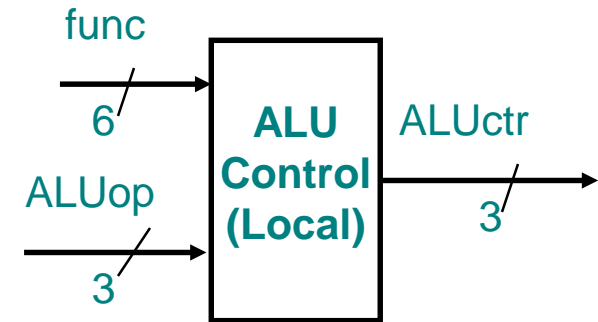 func
6
ALUop
3
ALU
Control
(Local)
ALUctr
3